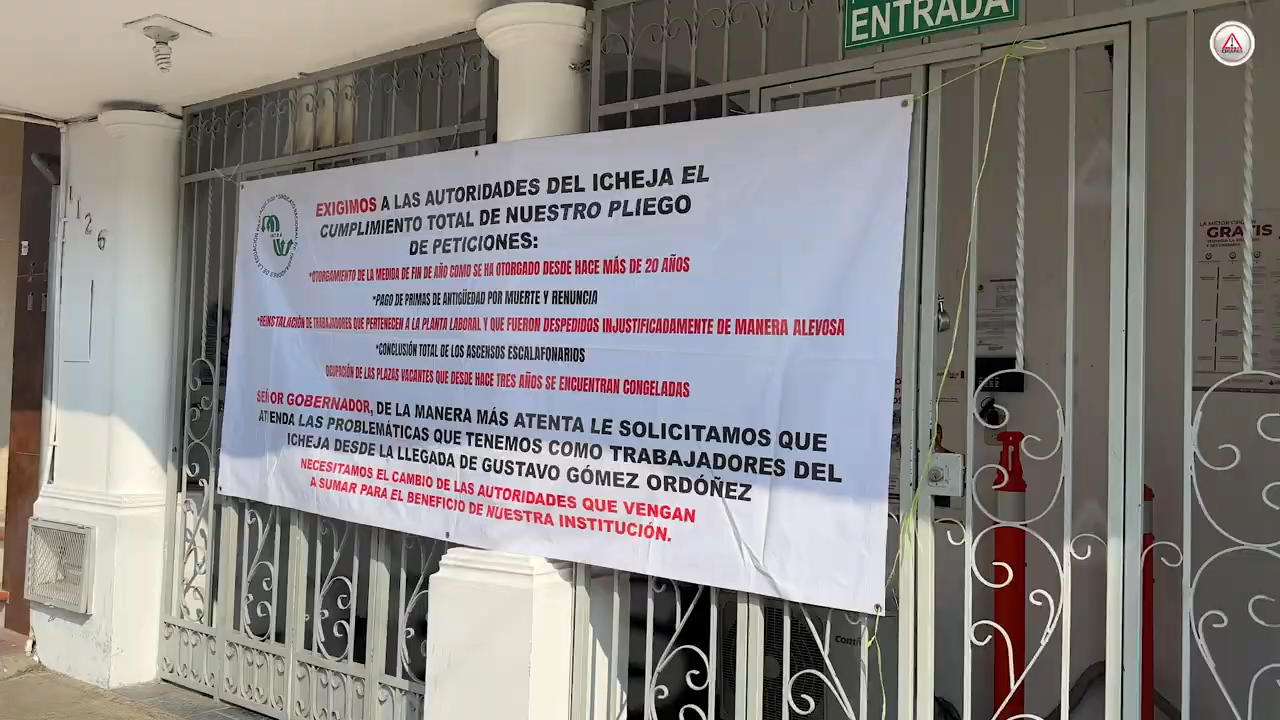 ENTRADA
1126
EXIGIMOS A LAS AUTORIDADES DEL ICHEJA EL
CUMPLIMIENTO TOTAL DE NUESTRO PLIEGO
DE PETICIONES:
*OTORGAMIENTO DE LA MEDIDA DE FIN DE AÑO COMO SE HA OTORGADO DESDE HACE MÁS DE 20 AÑOS
*PAGO DE PRIMAS DE ANTIGÜEDAD POR MUERTE Y RENUNCIA
*REINSTALACIÓN DE TRABAJADORES QUE PERTENECEN A LA PLANTA LABORAL Y QUE FUERON DESPEDIDOS INJUSTIFICADAMENTE DE MANERA ALEVOSA
*CONCLUSIÓN TOTAL DE LOS ASCENSOS ESCALAFONARIOS
OCUPACIÓN DE LAS PLAZAS VACANTES QUE DESDE HACE TRES AÑOS SE ENCUENTRAN CONGELADAS
SEÑOR GOBERNADOR, DE LA MANERA MÁS ATENTA LE SOLICITAMOS QUE
ATIENDA LAS PROBLEMÁTICAS QUE TENEMOS COMO TRABAJADORES DEL
ICHEJA DESDE LA LLEGADA DE GUSTAVO GÓMEZ ORDÓÑEZ
NECESITAMOS EL CAMBIO DE LAS AUTORIDADES QUE VENGAN
A SUMAR PARA EL BENEFICIO DE NUESTRA INSTITUCIÓN.
GRATIS